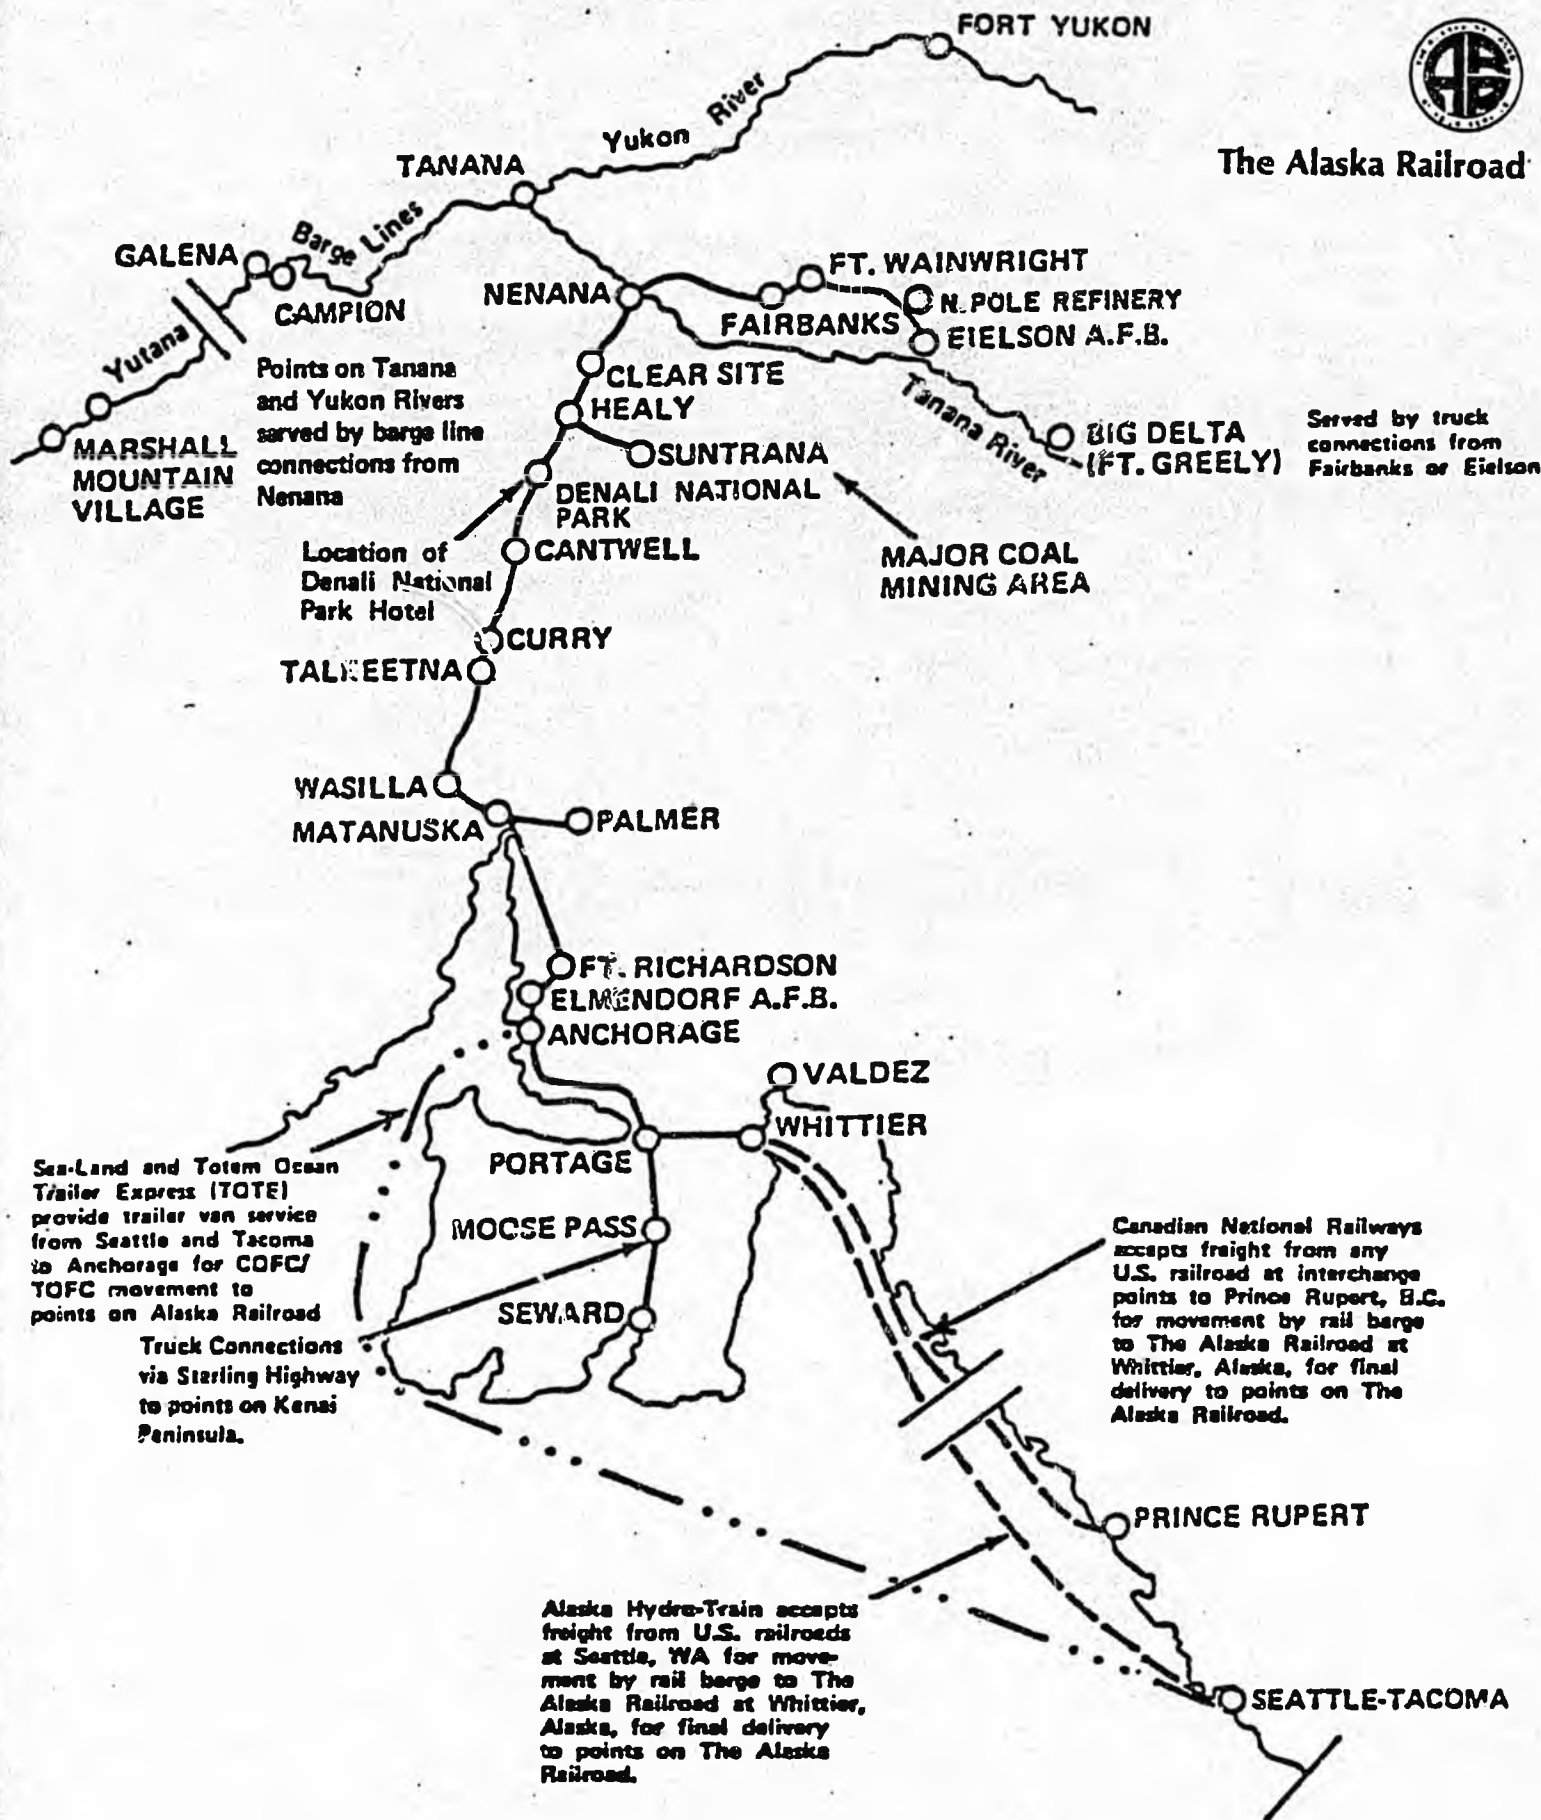 FORT YUKON
The Alaska Railroad
Yukon River
TANANA
Barge Lines
GALENA
CAMPION
Yutana
NENANA
FT. WAINWRIGHT
N. POLE REFINERY
FAIRBANKS
EIELSON A.F.B.
Points on Tanana
and Yukon Rivers
served by barge line
connections from
Nenana
CLEAR SITE
HEALY
Tanana River
SUNTRANA
BIG DELTA
(FT. GREELY)
Served by truck
connections from
Fairbanks or Eielson
MARSHALL
MOUNTAIN
VILLAGE
DENALI NATIONAL
PARK
Location of
Denali National
Park Hotel
CANTWELL
MAJOR COAL
MINING AREA
CURRY
TALKEETNA
WASILLA
MATANUSKA
PALMER
FT. RICHARDSON
ELMENDORF A.F.B.
ANCHORAGE
VALDEZ
WHITTIER
PORTAGE
Sea-Land and Totem Ocean
Trailer Express (TOTE)
provide trailer van service
from Seattle and Tacoma
to Anchorage for COFC/
TOFC movement to
points on Alaska Railroad
MOOSE PASS
SEWARD
Truck Connections
via Sterling Highway
to points on Kenai
Peninsula.
Canadian National Railways
accepts freight from any
U.S. railroad at interchange
points to Prince Rupert, B.C.
for movement by rail barge
to The Alaska Railroad at
Whittier, Alaska, for final
delivery to points on The
Alaska Railroad.
PRINCE RUPERT
Alaska Hydro-Train accepts
freight from U.S. railroads
at Seattle, WA for move-
ment by rail barge to The
Alaska Railroad at Whittier,
Alaska, for final delivery
to points on The Alaska
Railroad.
SEATTLE-TACOMA